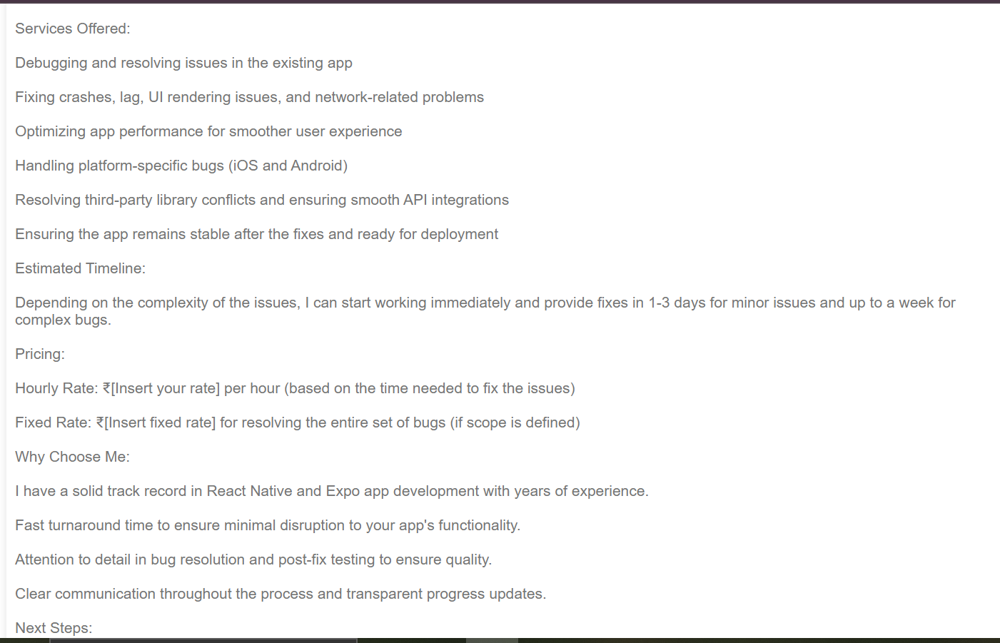 Services Offered:
Debugging and resolving issues in the existing app
Fixing crashes, lag, UI rendering issues, and network-related problems
Optimizing app performance for smoother user experience
Handling platform-specific bugs (iOS and Android)
Resolving third-party library conflicts and ensuring smooth API integrations
Ensuring the app remains stable after the fixes and ready for deployment
Estimated Timeline:
Depending on the complexity of the issues, I can start working immediately and provide fixes in 1-3 days for minor issues and up to a week for
complex bugs.
Pricing:
Hourly Rate: ₹[Insert your rate] per hour (based on the time needed to fix the issues)
Fixed Rate: ₹[Insert fixed rate] for resolving the entire set of bugs (if scope is defined)
Why Choose Me:
I have a solid track record in React Native and Expo app development with years of experience.
Fast turnaround time to ensure minimal disruption to your app's functionality.
Attention to detail in bug resolution and post-fix testing to ensure quality.
Clear communication throughout the process and transparent progress updates.
Next Steps: